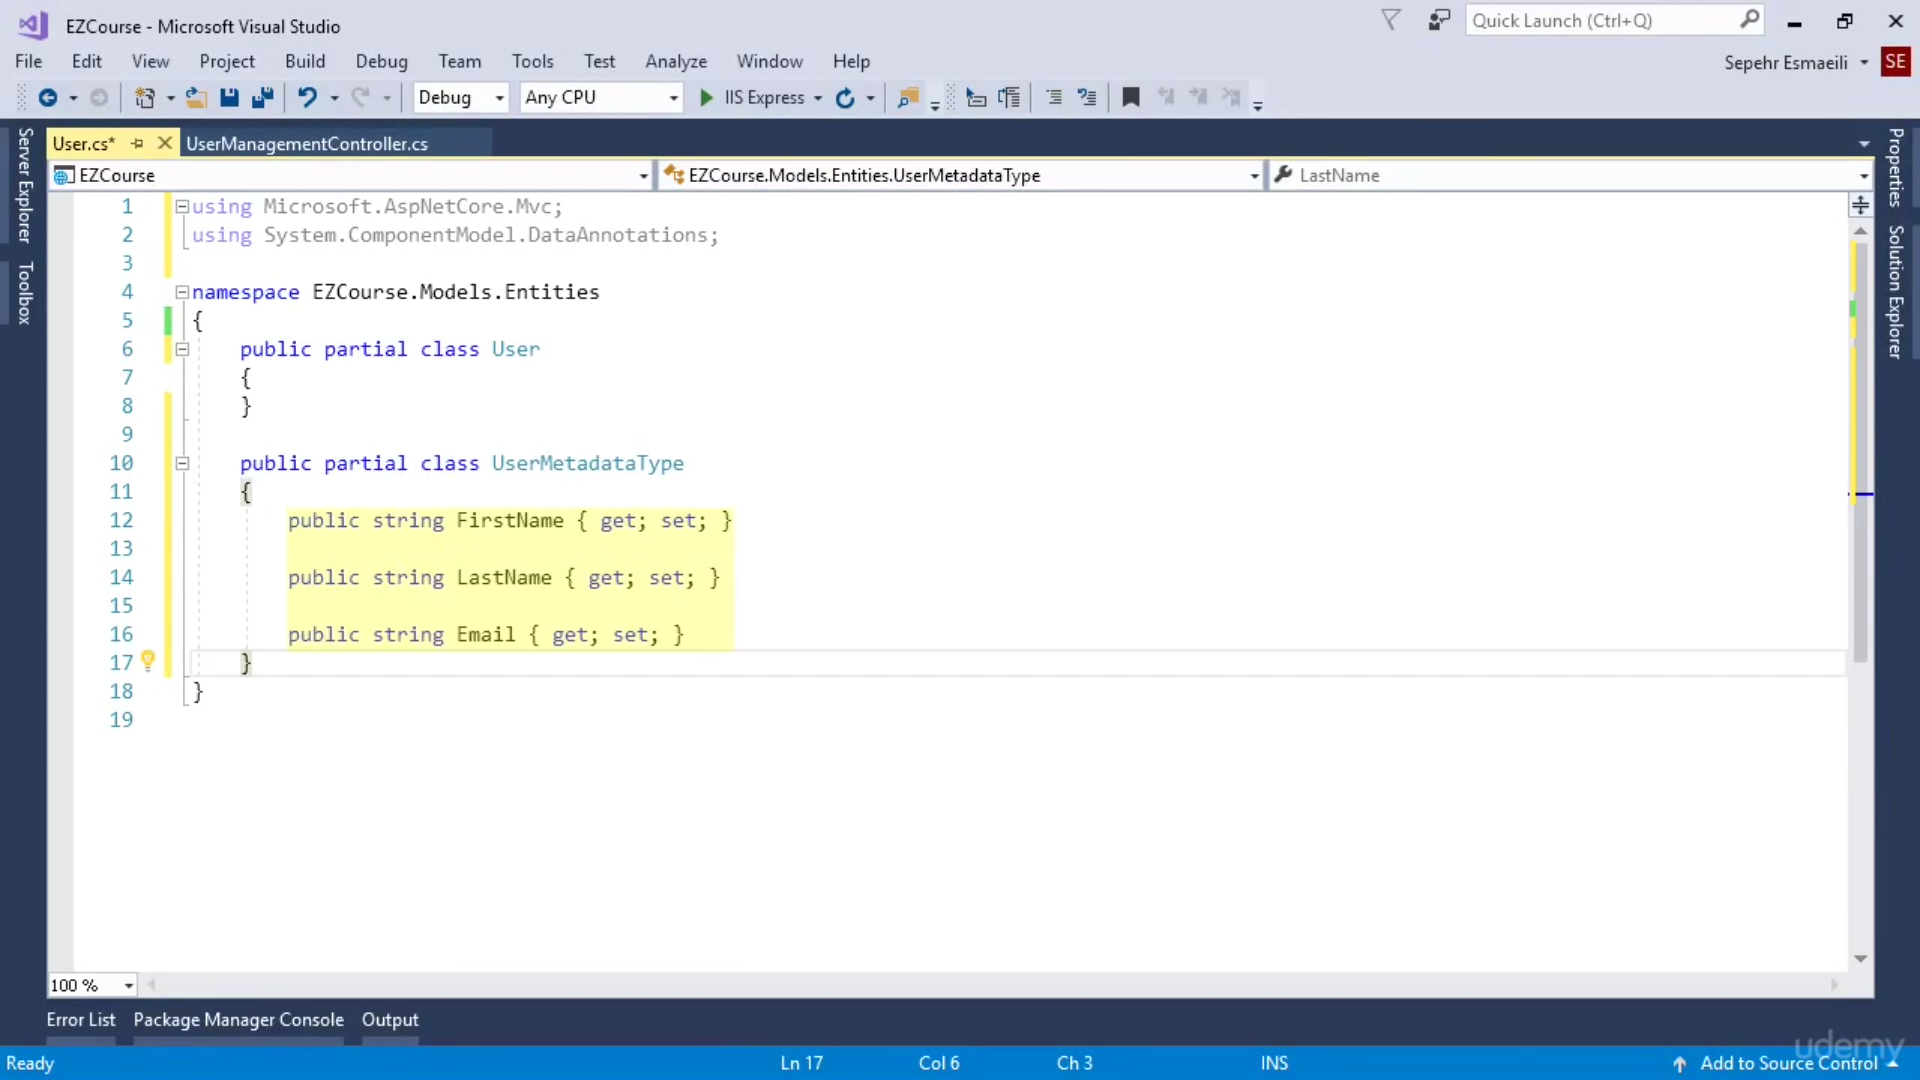 EZCourse - Microsoft Visual Studio
Quick Launch (Ctrl+Q)
File Edit View Project Build Debug Team Tools Test Analyze Window Help
Sepehr Esmaeili SE
Debug Any CPU IIS Express
Server Explorer
Toolbox
User.cs*
UserManagementController.cs
EZCourse
EZCourse.Models.Entities.UserMetadataType
LastName
Properties
Solution Explorer
1 using Microsoft.AspNetCore.Mvc;
2 using System.ComponentModel.DataAnnotations;
3
4 namespace EZCourse.Models.Entities
5 {
6 public partial class User
7 {
8 }
9
10 public partial class UserMetadataType
11 {
12 public string FirstName { get; set; }
13
14 public string LastName { get; set; }
15
16 public string Email { get; set; }
17 }
18 }
19
100 %
Error List Package Manager Console Output
udemy
Ready Ln 17 Col 6 Ch 3 INS Add to Source Control